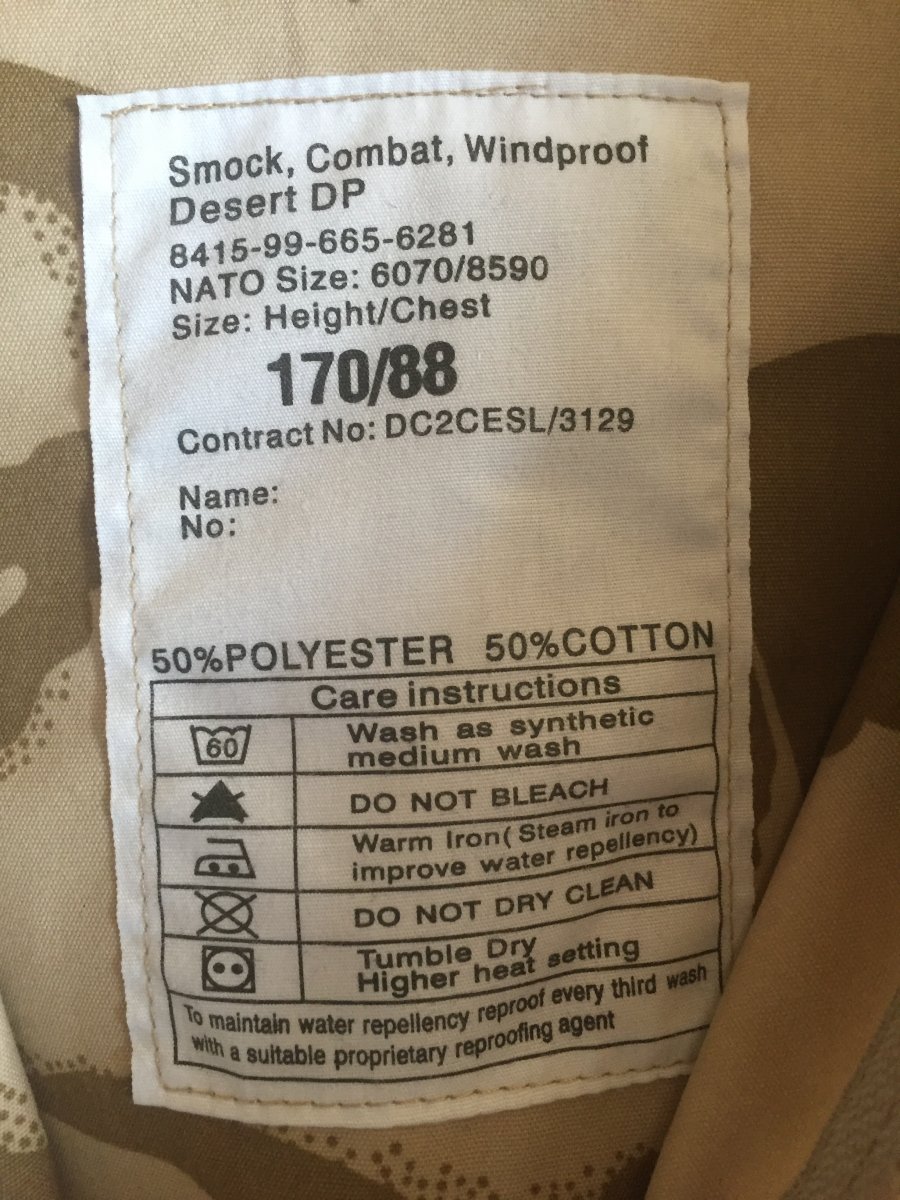 Smock, Combat, Windproof
Desert DP
8415-99-665-6281
NATO Size: 6070/8590
Size: Height/Chest
170/88
Contract No: DC2CESL/3129
Name:
No:
50%POLYESTER 50%COTTON
Care instructions
60
Wash as synthetic
medium wash
DO NOT BLEACH
Warm Iron( Steam iron to
improve water repellency)
DO NOT DRY CLEAN
Tumble Dry
Higher heat setting
To maintain water repellency reproof every third wash
with a suitable proprietary reproofing agent